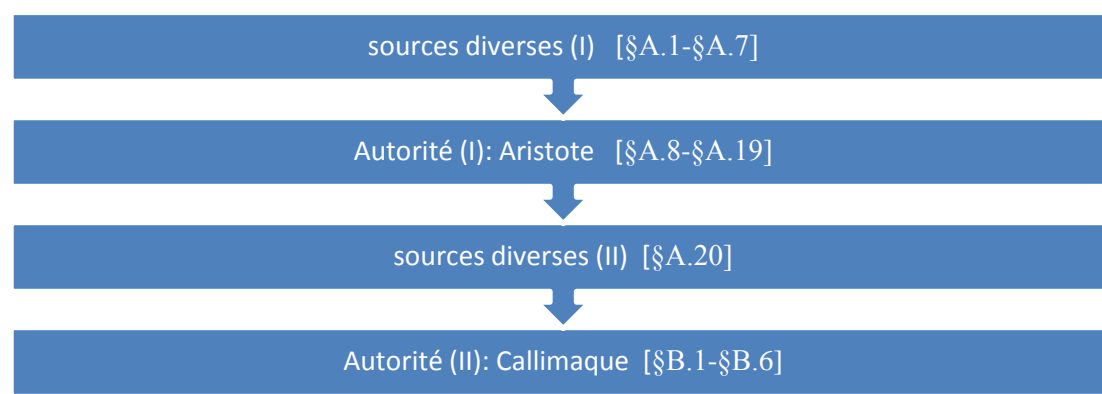 sources diverses (I) [§A.1-§A.7]
Autorité (I): Aristote [§A.8-§A.19]
sources diverses (II) [§A.20]
Autorité (II): Callimaque [§B.1-§B.6]